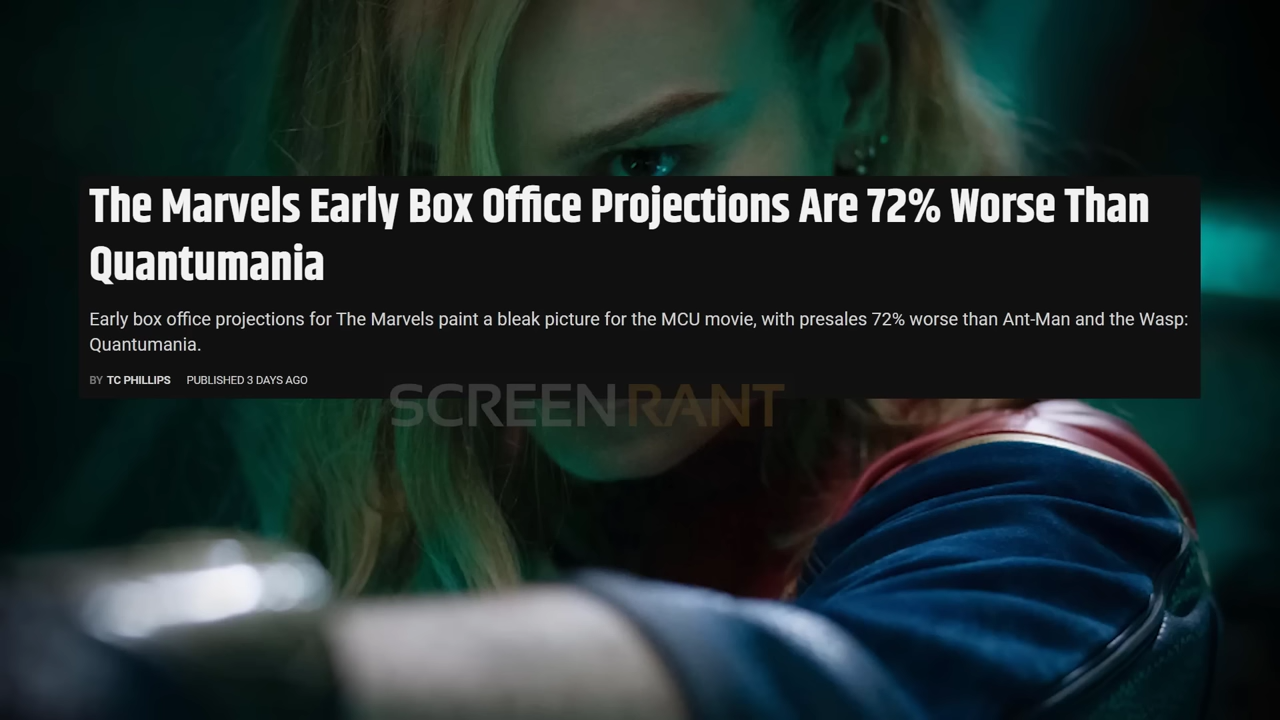 The Marvels Early Box Office Projections Are 72% Worse Than
Quantumania
Early box office projections for The Marvels paint a bleak picture for the MCU movie, with presales 72% worse than Ant-Man and the Wasp:
Quantumania.
BY TC PHILLIPS PUBLISHED 3 DAYS AGO
SCREENRANT